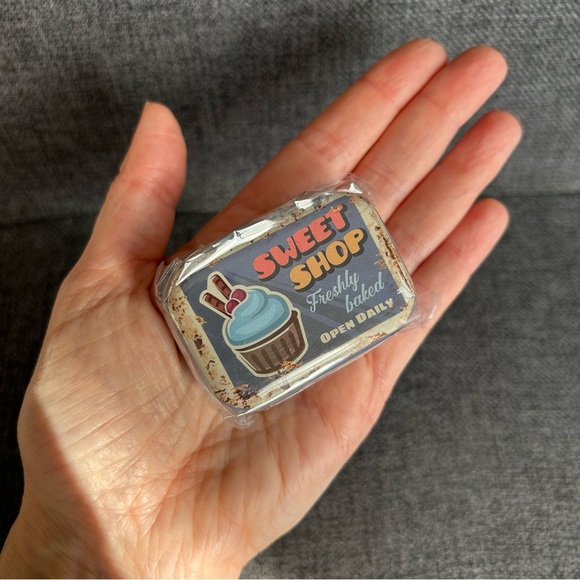 SWEET
SHOP
Freshly
baked
OPEN DAILY